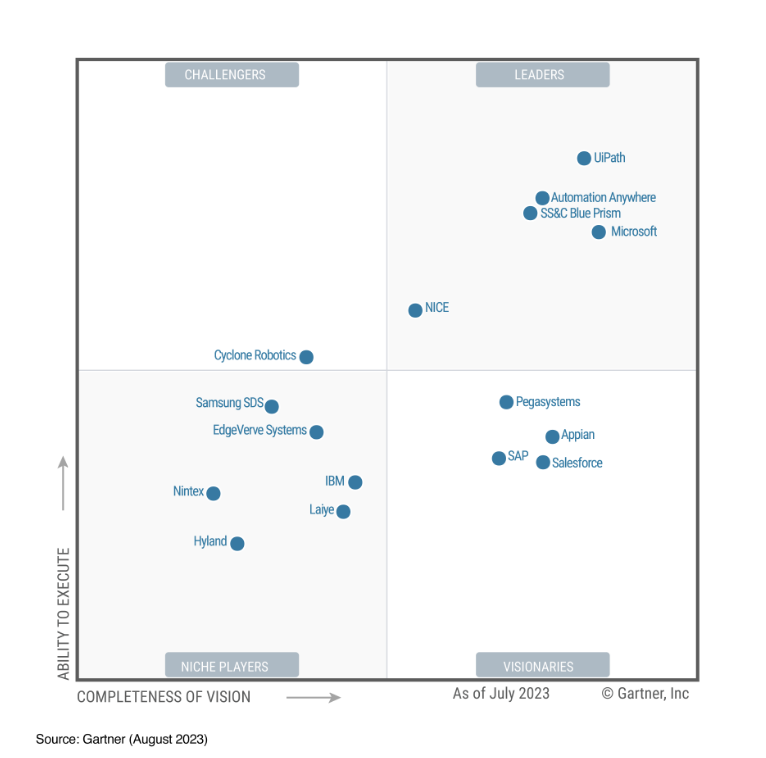 CHALLENGERS
LEADERS
UiPath
Automation Anywhere
SS&C Blue Prism
Microsoft
NICE
Cyclone Robotics
Samsung SDS
EdgeVerve Systems
Nintex
IBM
Laiye
Hyland
Pegasystems
Appian
SAP
Salesforce
NICHE PLAYERS
VISIONARIES
ABILITY TO EXECUTE
COMPLETENESS OF VISION
As of July 2023
© Gartner, Inc
Source: Gartner (August 2023)